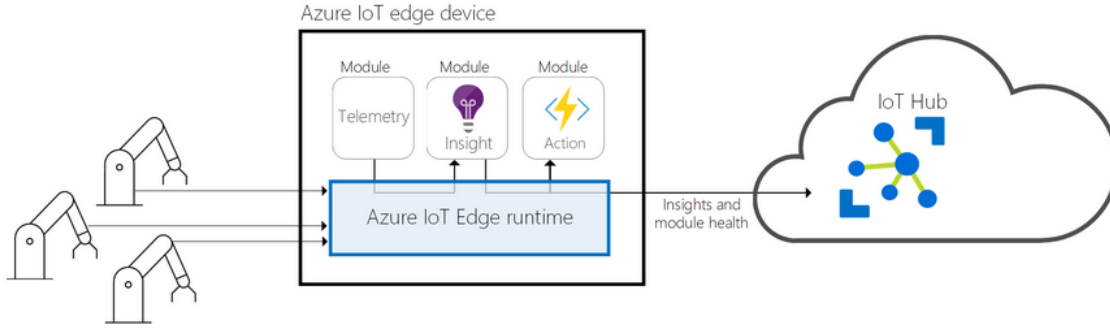 Azure IoT edge device
Module
Module
Module
Telemetry
Insight
Action
Azure IoT Edge runtime
Insights and
module health
IoT Hub